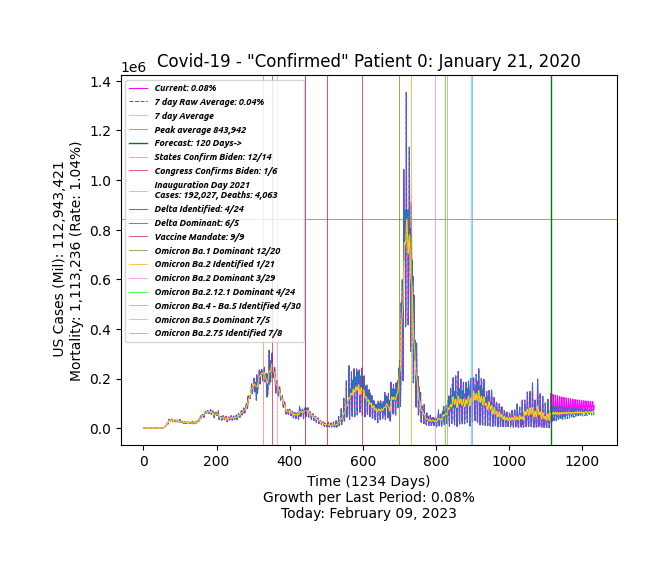 Covid-19 - "Confirmed" Patient 0: January 21, 2020
1e6
1.4
1.2
1.0
0.8
0.6
0.4
0.2
0.0
US Cases (Mil): 112,943,421
Mortality: 1,113,236 (Rate: 1.04%)
Current: 0.08%
7 day Raw Average: 0.04%
7 day Average
Peak average 843,942
Forecast: 120 Days->
States Confirm Biden: 12/14
Congress Confirms Biden: 1/6
Inauguration Day 2021
Cases: 192,027, Deaths: 4,063
Delta Identified: 4/24
Delta Dominant: 6/5
Vaccine Mandate: 9/9
Omicron Ba.1 Dominant 12/20
Omicron Ba.2 Identified 1/21
Omicron Ba.2 Dominant 3/29
Omicron Ba.2.12.1 Dominant 4/24
Omicron Ba.4 - Ba.5 Identified 4/30
Omicron Ba.5 Dominant 7/5
Omicron Ba.2.75 Identified 7/8
0 200 400 600 800 1000 1200
Time (1234 Days)
Growth per Last Period: 0.08%
Today: February 09, 2023